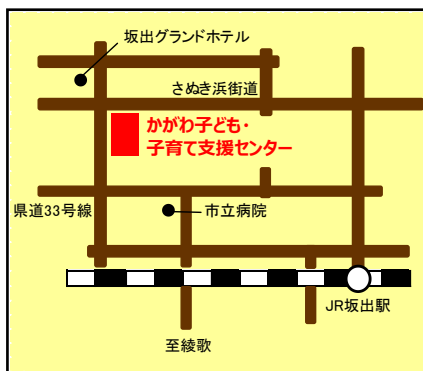 坂出グランドホテル
さぬき浜街道
かがわ子ども・
子育て支援センター
県道33号線
市立病院
JR坂出駅
至綾歌